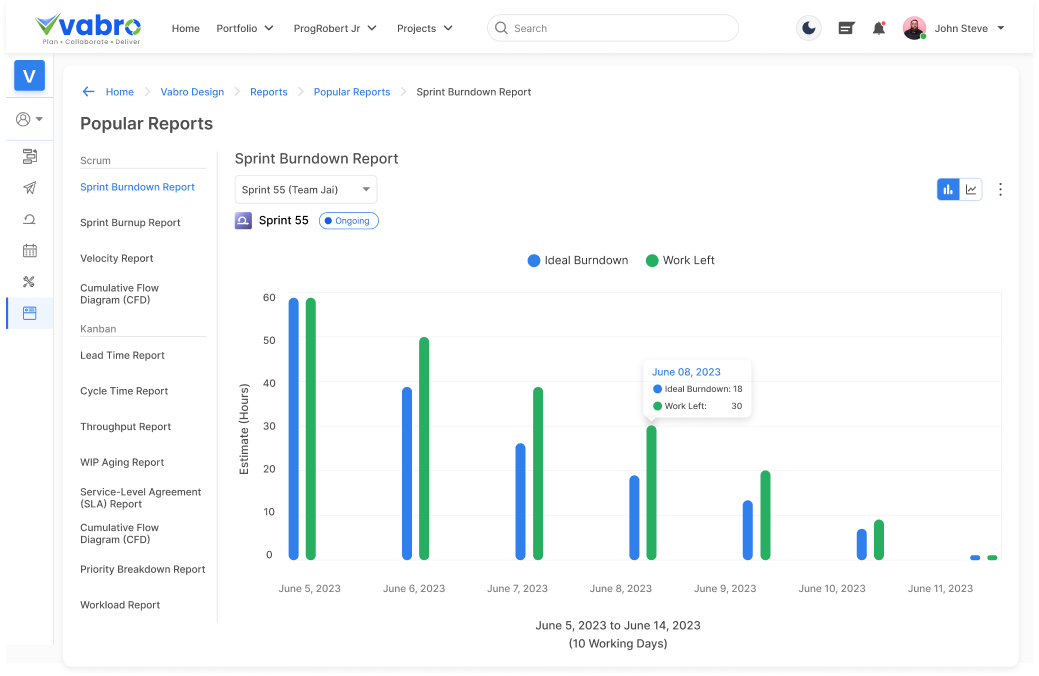 vabro
Plan • Collaborate • Deliver
Home
Portfolio
ProgRobert Jr
Projects
Search
John Steve
V
Home
Vabro Design
Reports
Popular Reports
Sprint Burndown Report
Popular Reports
Scrum
Sprint Burndown Report
Sprint Burnup Report
Velocity Report
Cumulative Flow
Diagram (CFD)
Kanban
Lead Time Report
Cycle Time Report
Throughput Report
WIP Aging Report
Service-Level Agreement
(SLA) Report
Cumulative Flow
Diagram (CFD)
Priority Breakdown Report
Workload Report
Sprint Burndown Report
Sprint 55 (Team Jai)
Sprint 55
Ongoing
Ideal Burndown
Work Left
Estimate (Hours)
60
50
40
30
20
10
0
June 08, 2023
Ideal Burndown: 18
Work Left: 30
June 5, 2023
June 6, 2023
June 7, 2023
June 8, 2023
June 9, 2023
June 10, 2023
June 11, 2023
June 5, 2023 to June 14, 2023
(10 Working Days)